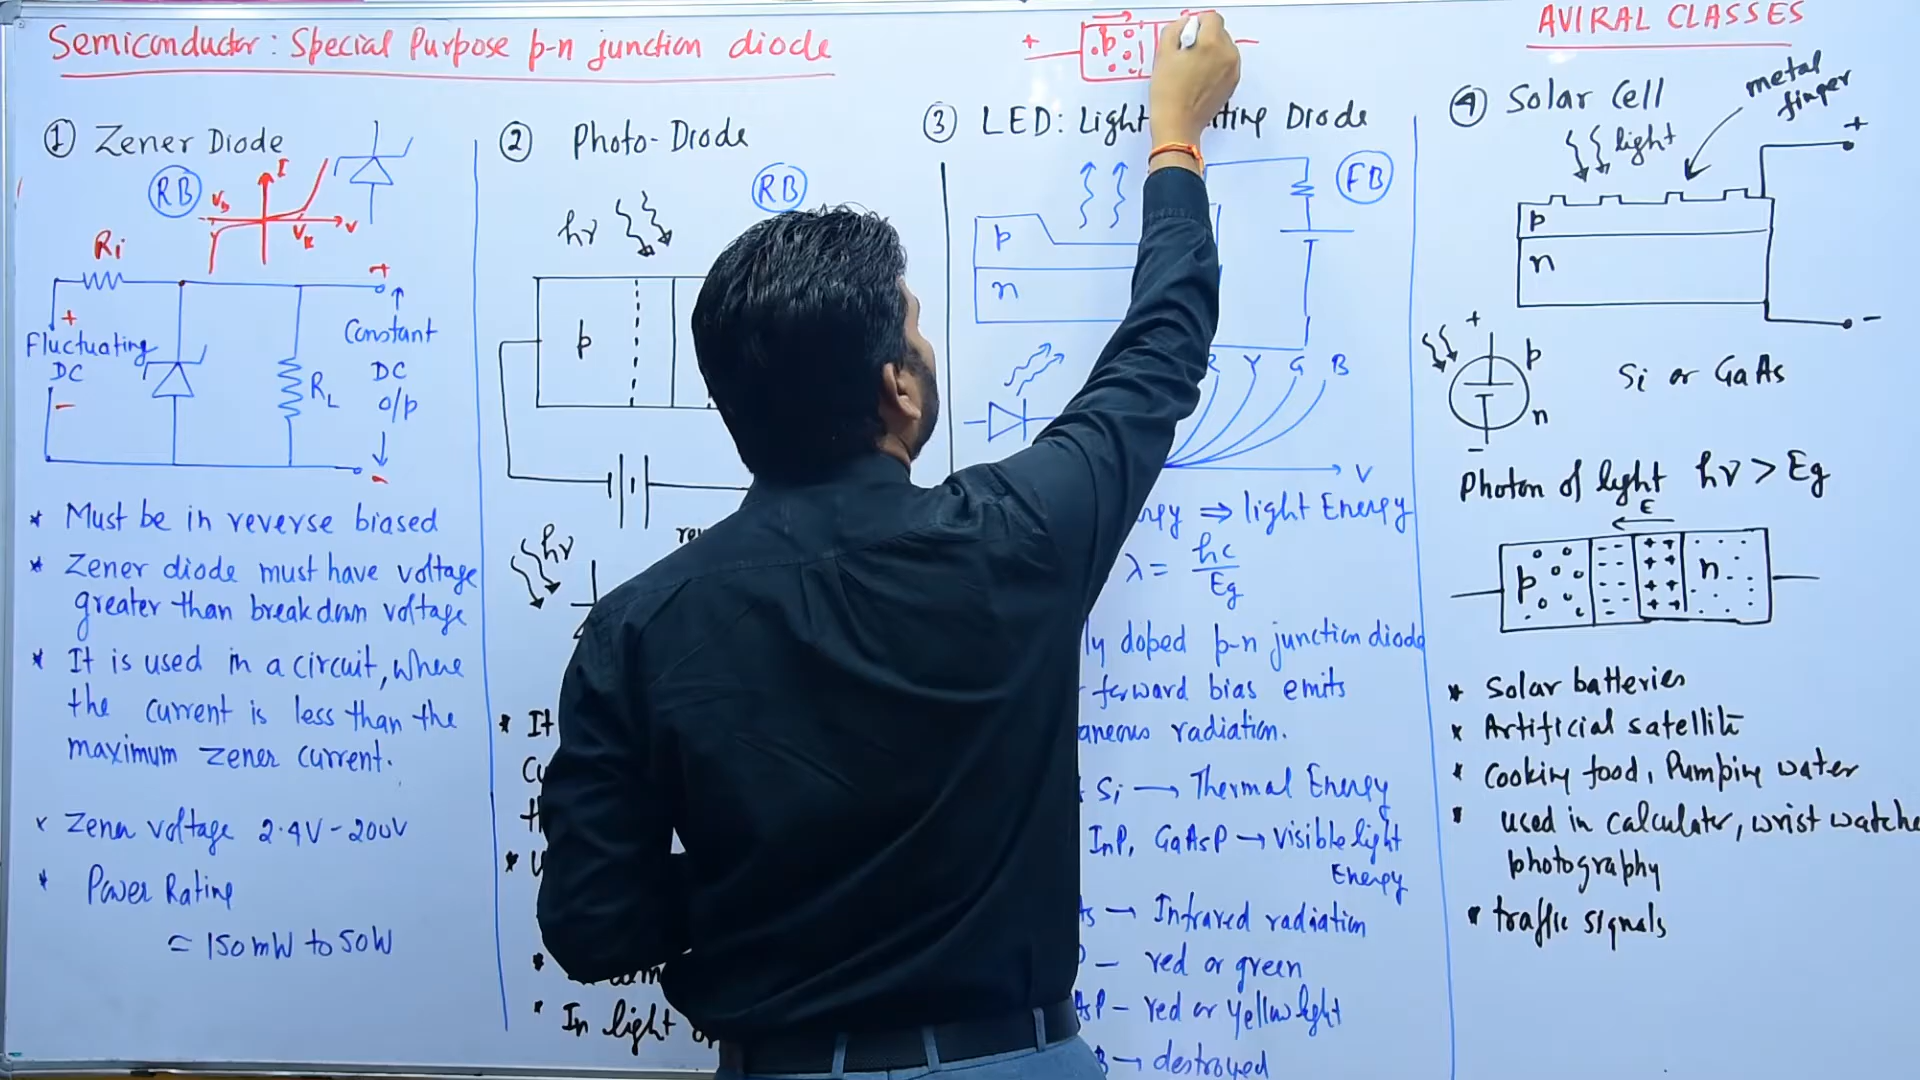 Semiconductor: Special Purpose p-n junction diode
+ p
AVIRAL CLASSES
① Zener Diode
RB
I
V
Ri
+
+
Fluctuating
DC
−
RL
Constant
DC
o/p
−
* Must be in reverse biased
* Zener diode must have voltage
greater than breakdown voltage
* It is used in a circuit, where
the current is less than the
maximum zener current.
× Zener voltage 2.4V - 200V
* Power Rating
= 150mW to 50W
② Photo-Diode
RB
hν
p
hν
* It
* In light
③ LED: Light Diode
FB
p
n
Y G B
V
⇒ light Energy
λ = hc
Eg
doped p-n junction diode
forward bias emits
radiation.
Si → Thermal Energy
InP, GaAsP → visible light
Energy
→ Infrared radiation
— red or green
— red or yellow light
→ destroyed
④ Solar Cell
metal
finger
light
+
p
n
−
+
p
n
−
Si or GaAs
Photon of light hν > Eg
E
p n
* Solar batteries
* Artificial satellite
* Cooking food, Pumping water
used in calculator, wrist
photography
traffic signals